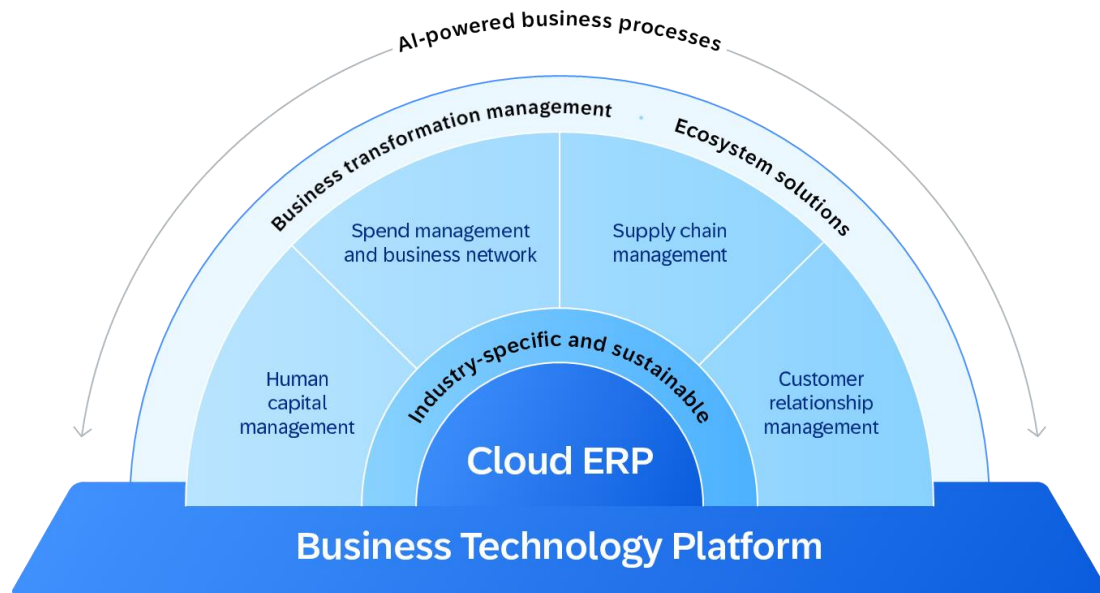 AI-powered business processes
Business transformation management · Ecosystem solutions
Spend management
and business network
Supply chain
management
Human
capital
management
Industry-specific and sustainable
Customer
relationship
management
Cloud ERP
Business Technology Platform